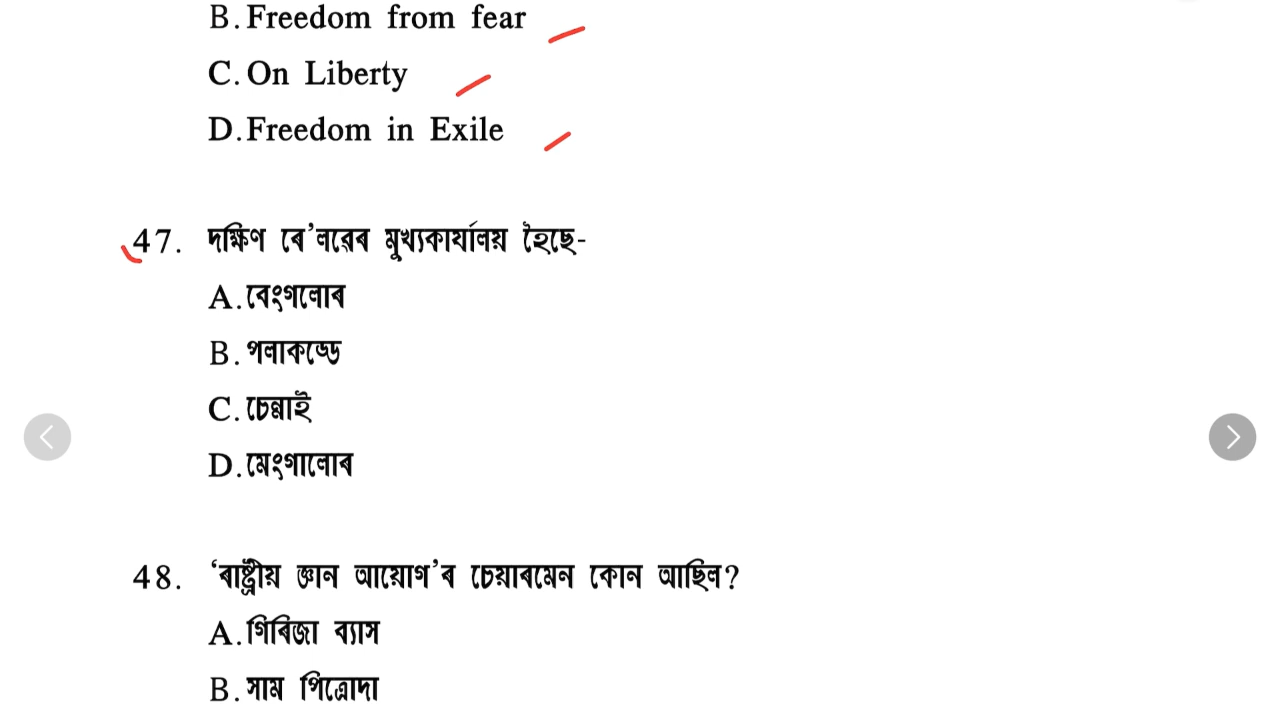 B. Freedom from fear
C. On Liberty
D. Freedom in Exile
47. দক্ষিণ ৰে’লৱেৰ মুখ্যকাৰ্যালয় হৈছে-
A. বেংগলোৰ
B. পলাকড্ডে
C. চেন্নাই
D. মেংগালোৰ
48. ‘ৰাষ্ট্ৰীয় জ্ঞান আয়োগ’ৰ চেয়াৰমেন কোন আছিল?
A. গিৰিজা ব্যাস
B. সাম পিত্ৰোদা